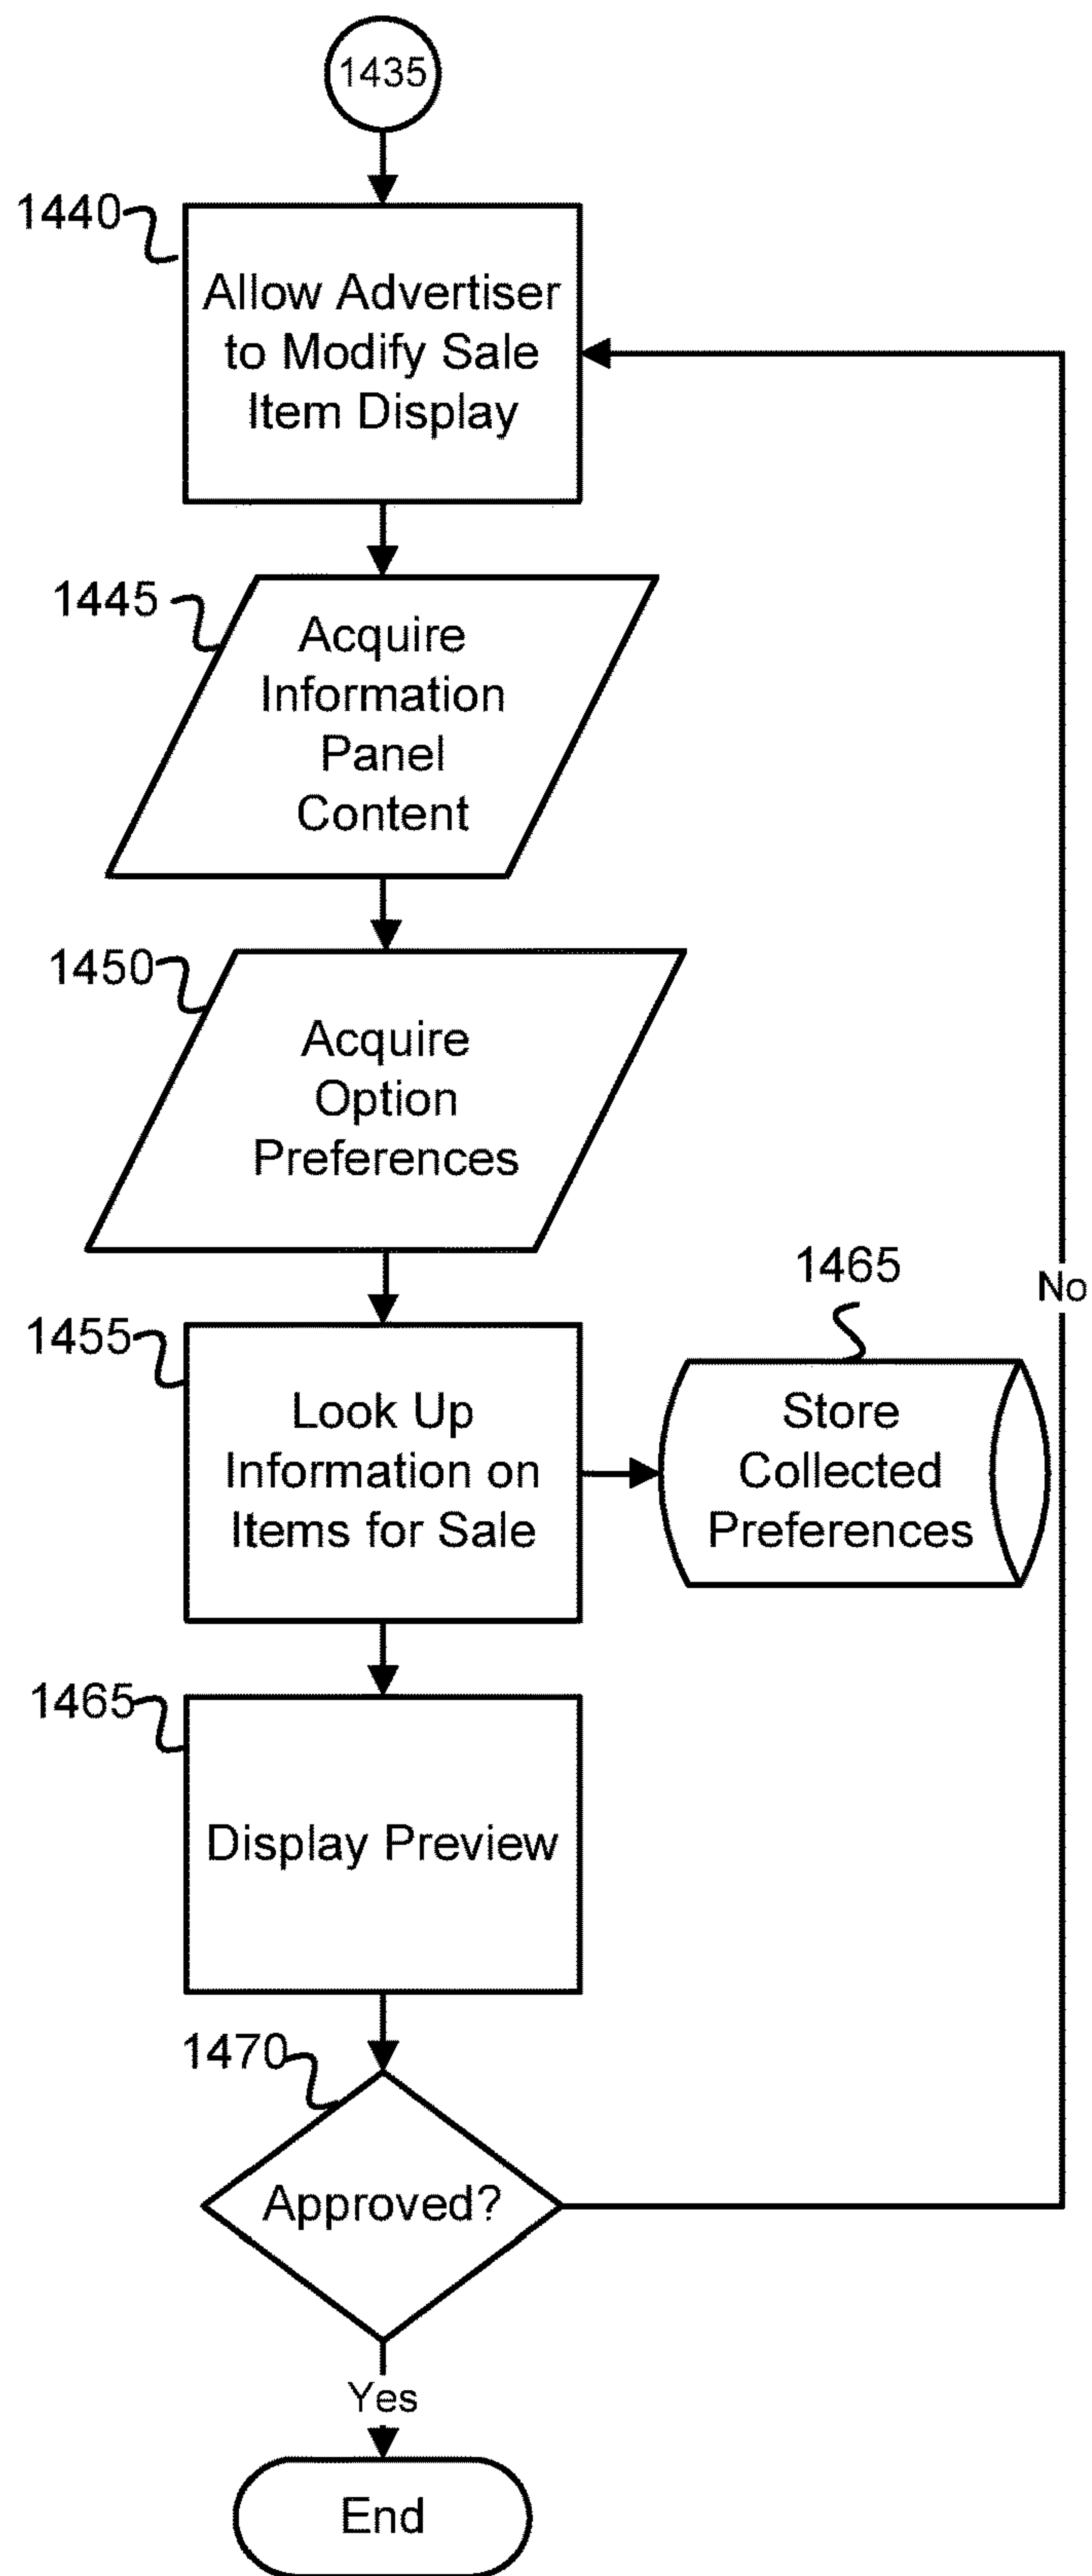 1435
1440
Allow Advertiser
to Modify Sale
Item Display
1445
Acquire
Information
Panel
Content
1450
Acquire
Option
Preferences
1455
Look Up
Information on
Items for Sale
1465
Store
Collected
Preferences
No
1465
Display Preview
1470
Approved?
Yes
End